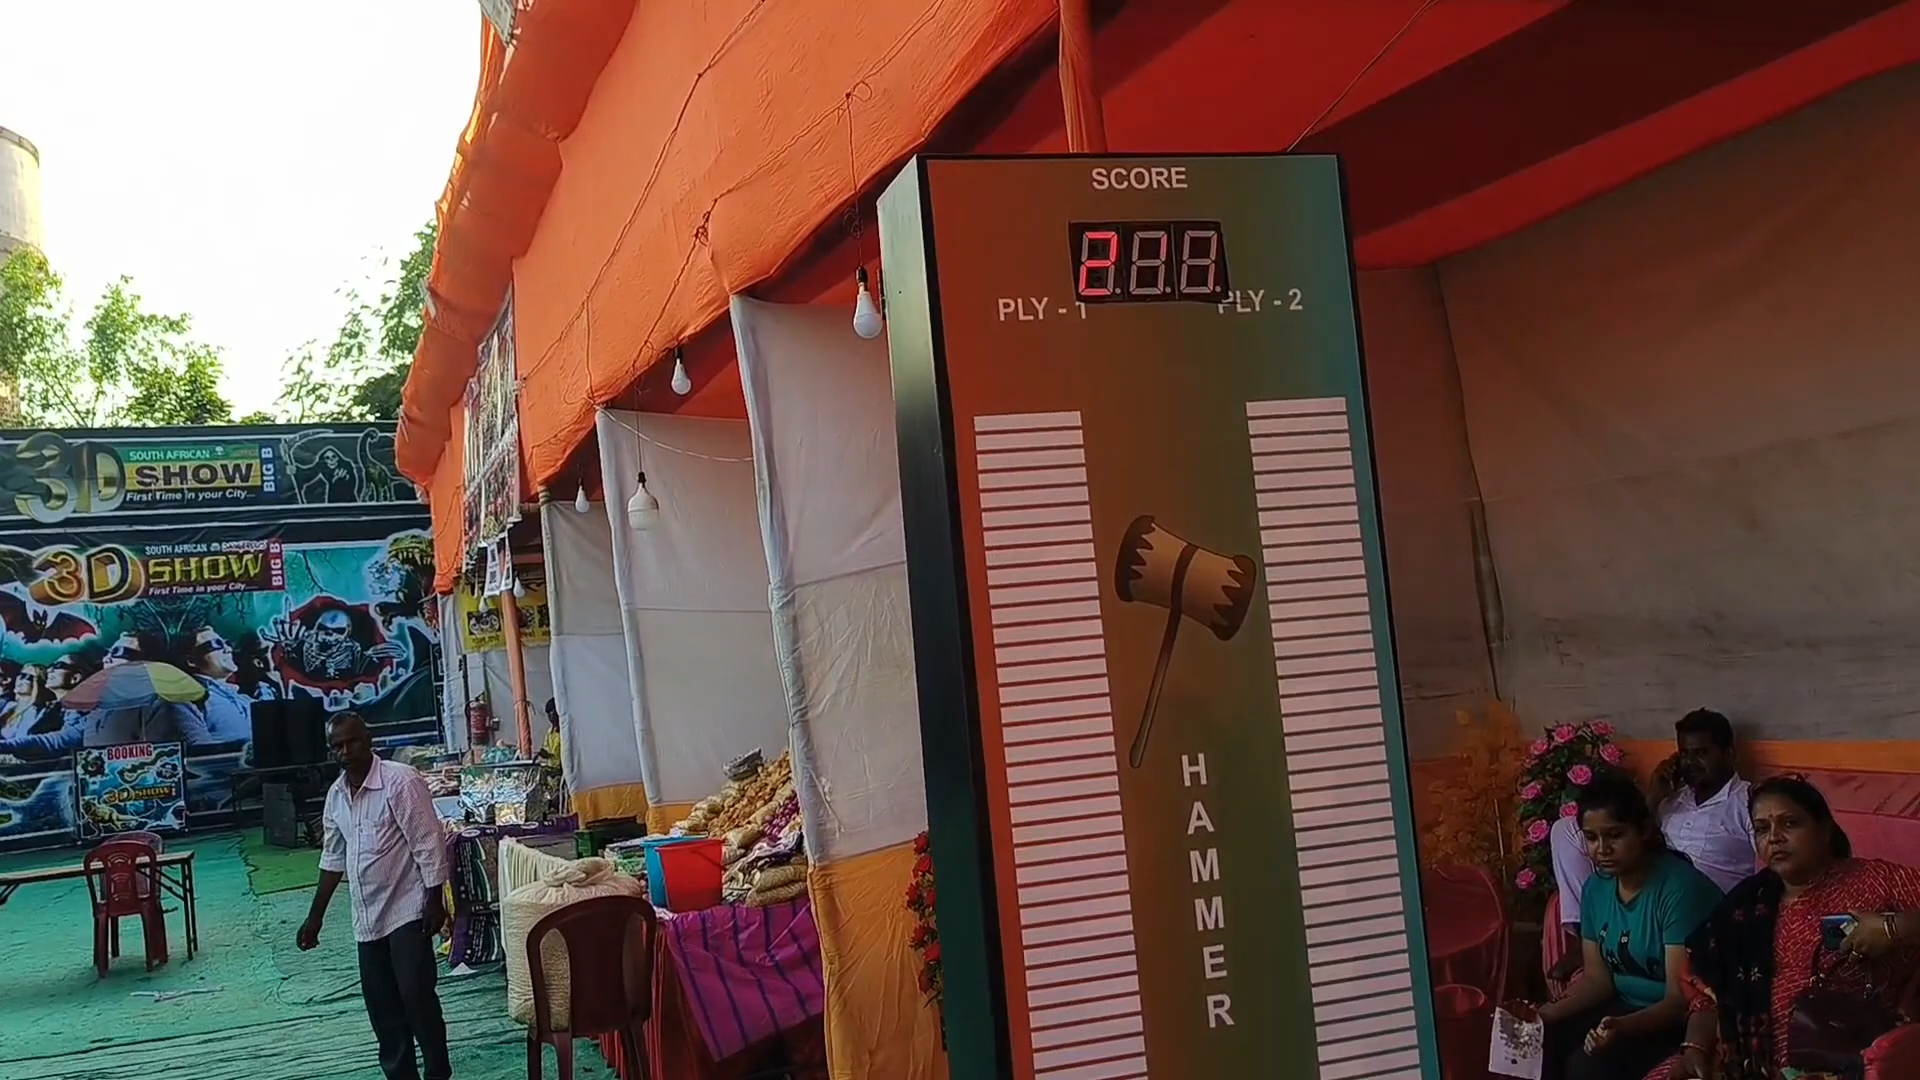 SCORE
2
PLY - 1
PLY - 2
HAMMER
3D
SOUTH AFRICAN
SHOW
BIG B
First Time in your City...
3D
SOUTH AFRICAN
SHOW
BIG B
First Time in your City...
BOOKING
3D SHOW